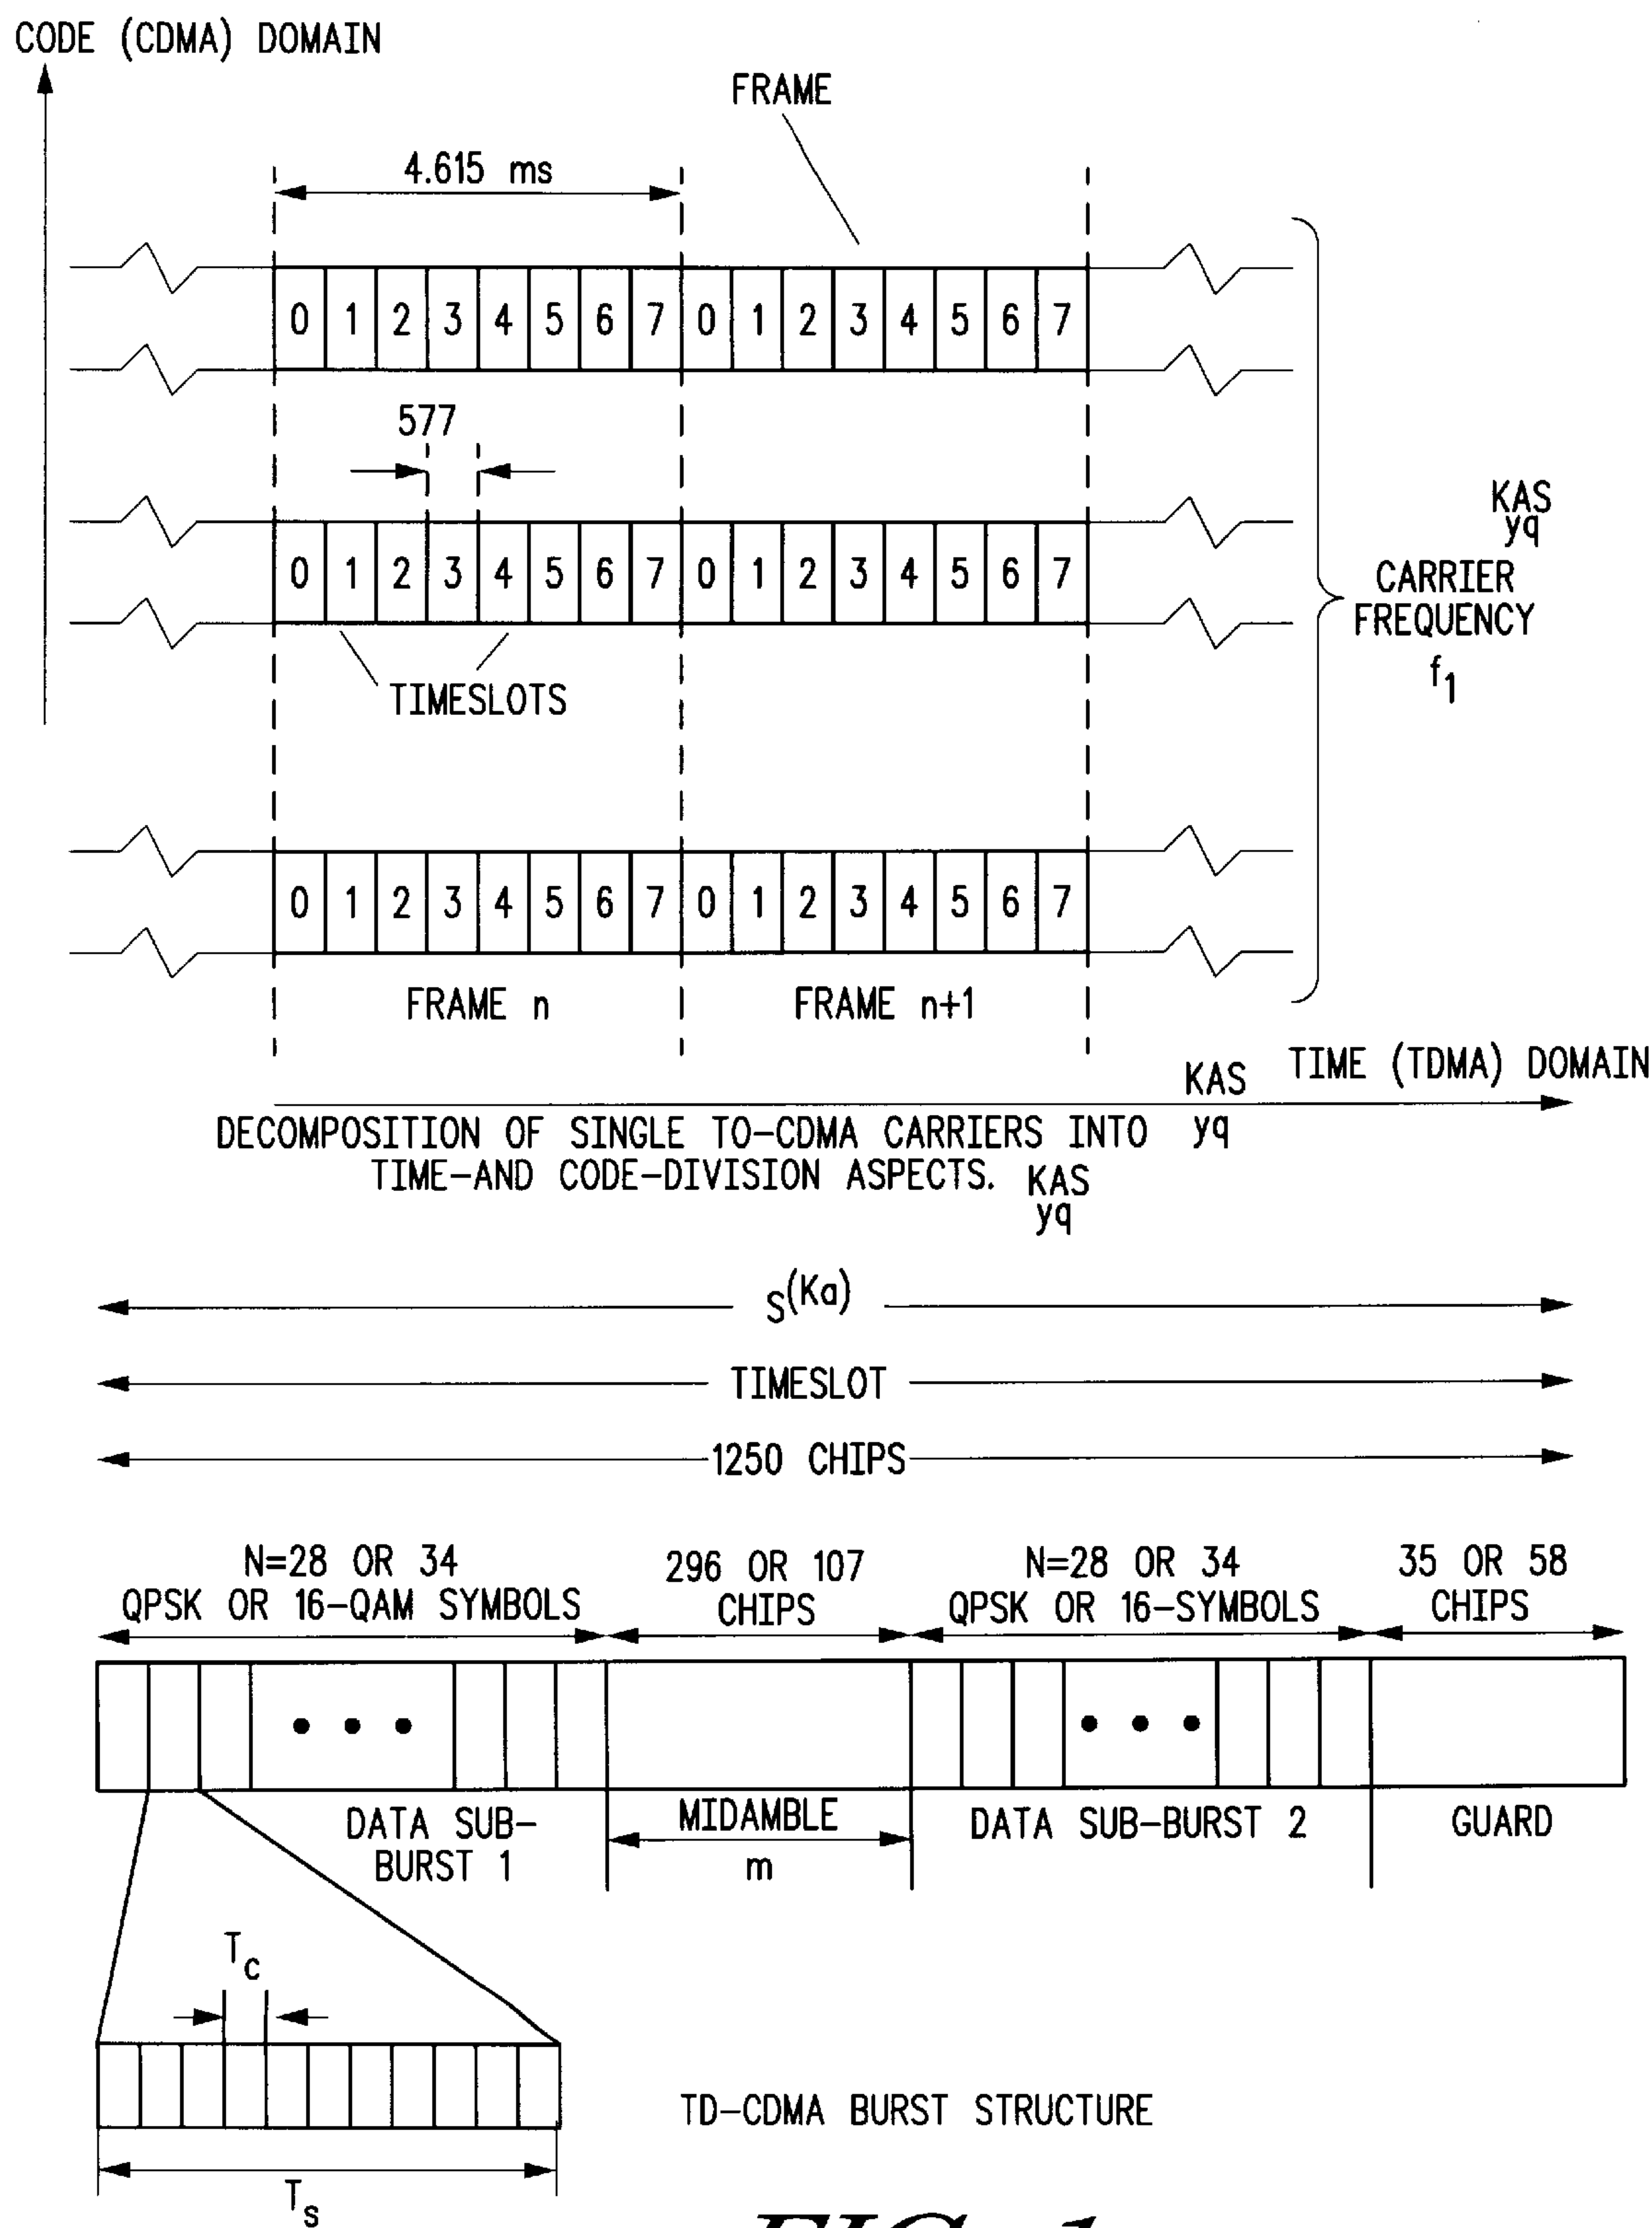 CODE (CDMA) DOMAIN
FRAME
4.615 ms
0 1 2 3 4 5 6 7 0 1 2 3 4 5 6 7
577
KAS
yq
0 1 2 3 4 5 6 7 0 1 2 3 4 5 6 7
CARRIER
FREQUENCY
f1
TIMESLOTS
0 1 2 3 4 5 6 7 0 1 2 3 4 5 6 7
FRAME n FRAME n+1
KAS TIME (TDMA) DOMAIN
DECOMPOSITION OF SINGLE TO-CDMA CARRIERS INTO yq
TIME-AND CODE-DIVISION ASPECTS. KAS
yq
S(Ka)
TIMESLOT
1250 CHIPS
N=28 OR 34
QPSK OR 16-QAM SYMBOLS
296 OR 107
CHIPS
N=28 OR 34
QPSK OR 16-SYMBOLS
35 OR 58
CHIPS
DATA SUB-
BURST 1
MIDAMBLE
m
DATA SUB-BURST 2
GUARD
Tc
TD-CDMA BURST STRUCTURE
Ts